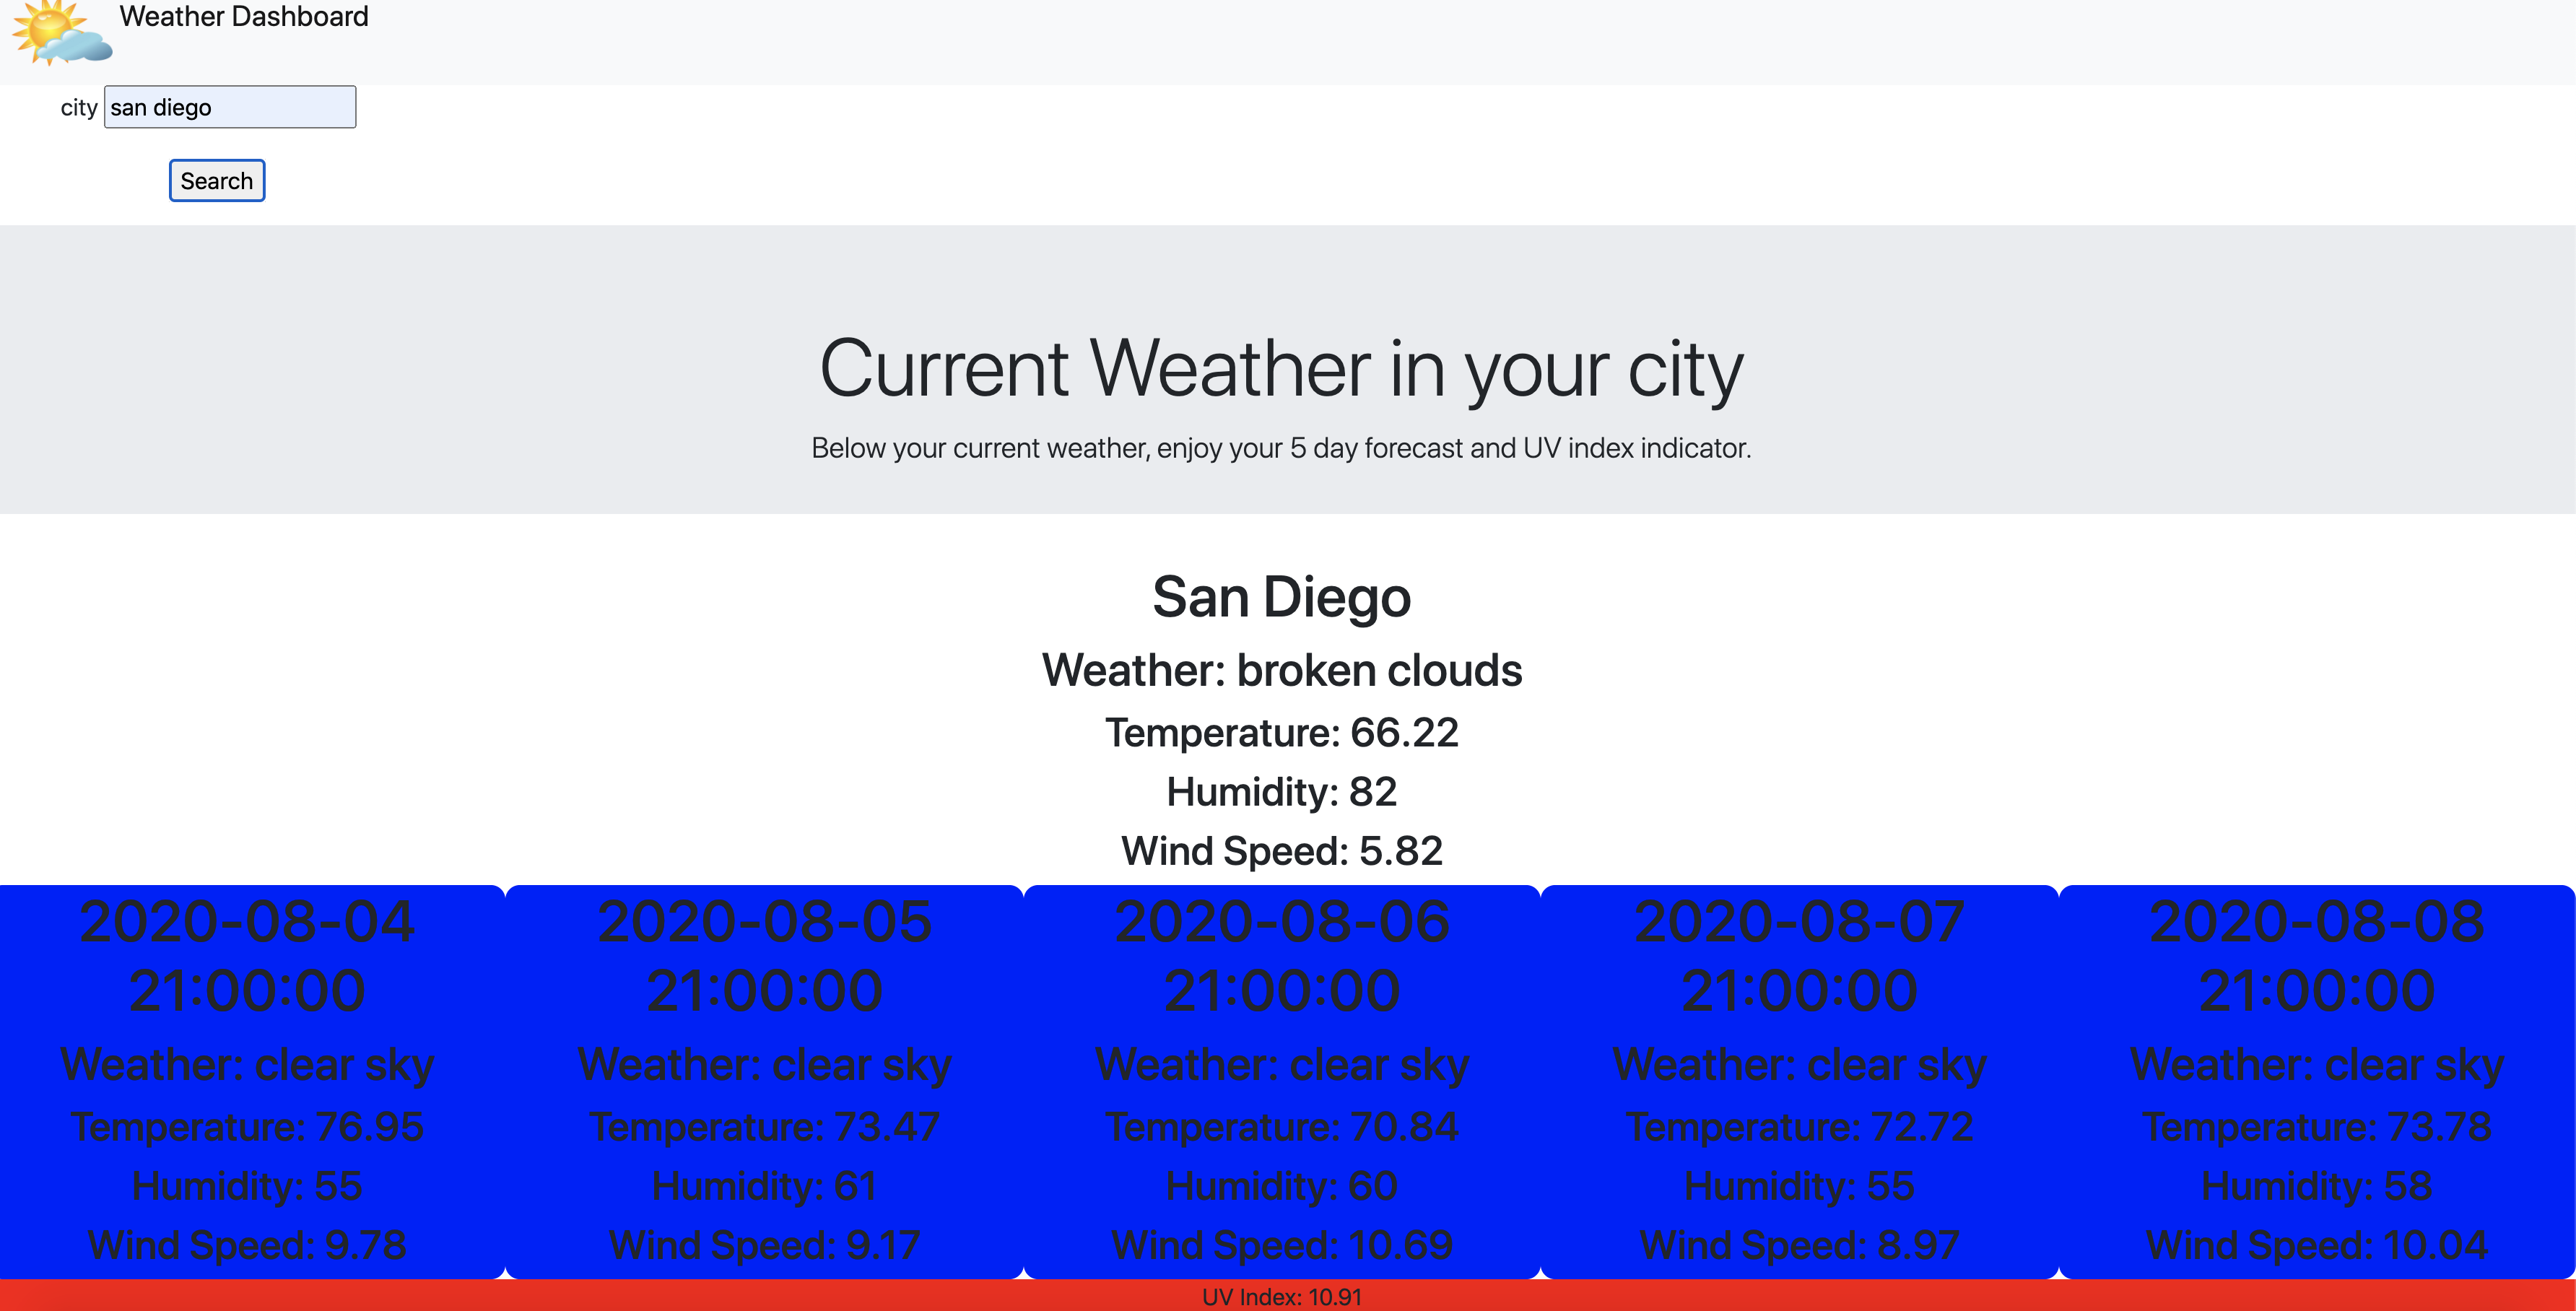 Weather Dashboard
city san diego
Search
Current Weather in your city
Below your current weather, enjoy your 5 day forecast and UV index indicator.
San Diego
Weather: broken clouds
Temperature: 66.22
Humidity: 82
Wind Speed: 5.82
2020-08-04
21:00:00
Weather: clear sky
Temperature: 76.95
Humidity: 55
Wind Speed: 9.78
2020-08-05
21:00:00
Weather: clear sky
Temperature: 73.47
Humidity: 61
Wind Speed: 9.17
2020-08-06
21:00:00
Weather: clear sky
Temperature: 70.84
Humidity: 60
Wind Speed: 10.69
2020-08-07
21:00:00
Weather: clear sky
Temperature: 72.72
Humidity: 55
Wind Speed: 8.97
2020-08-08
21:00:00
Weather: clear sky
Temperature: 73.78
Humidity: 58
Wind Speed: 10.04
UV Index: 10.91